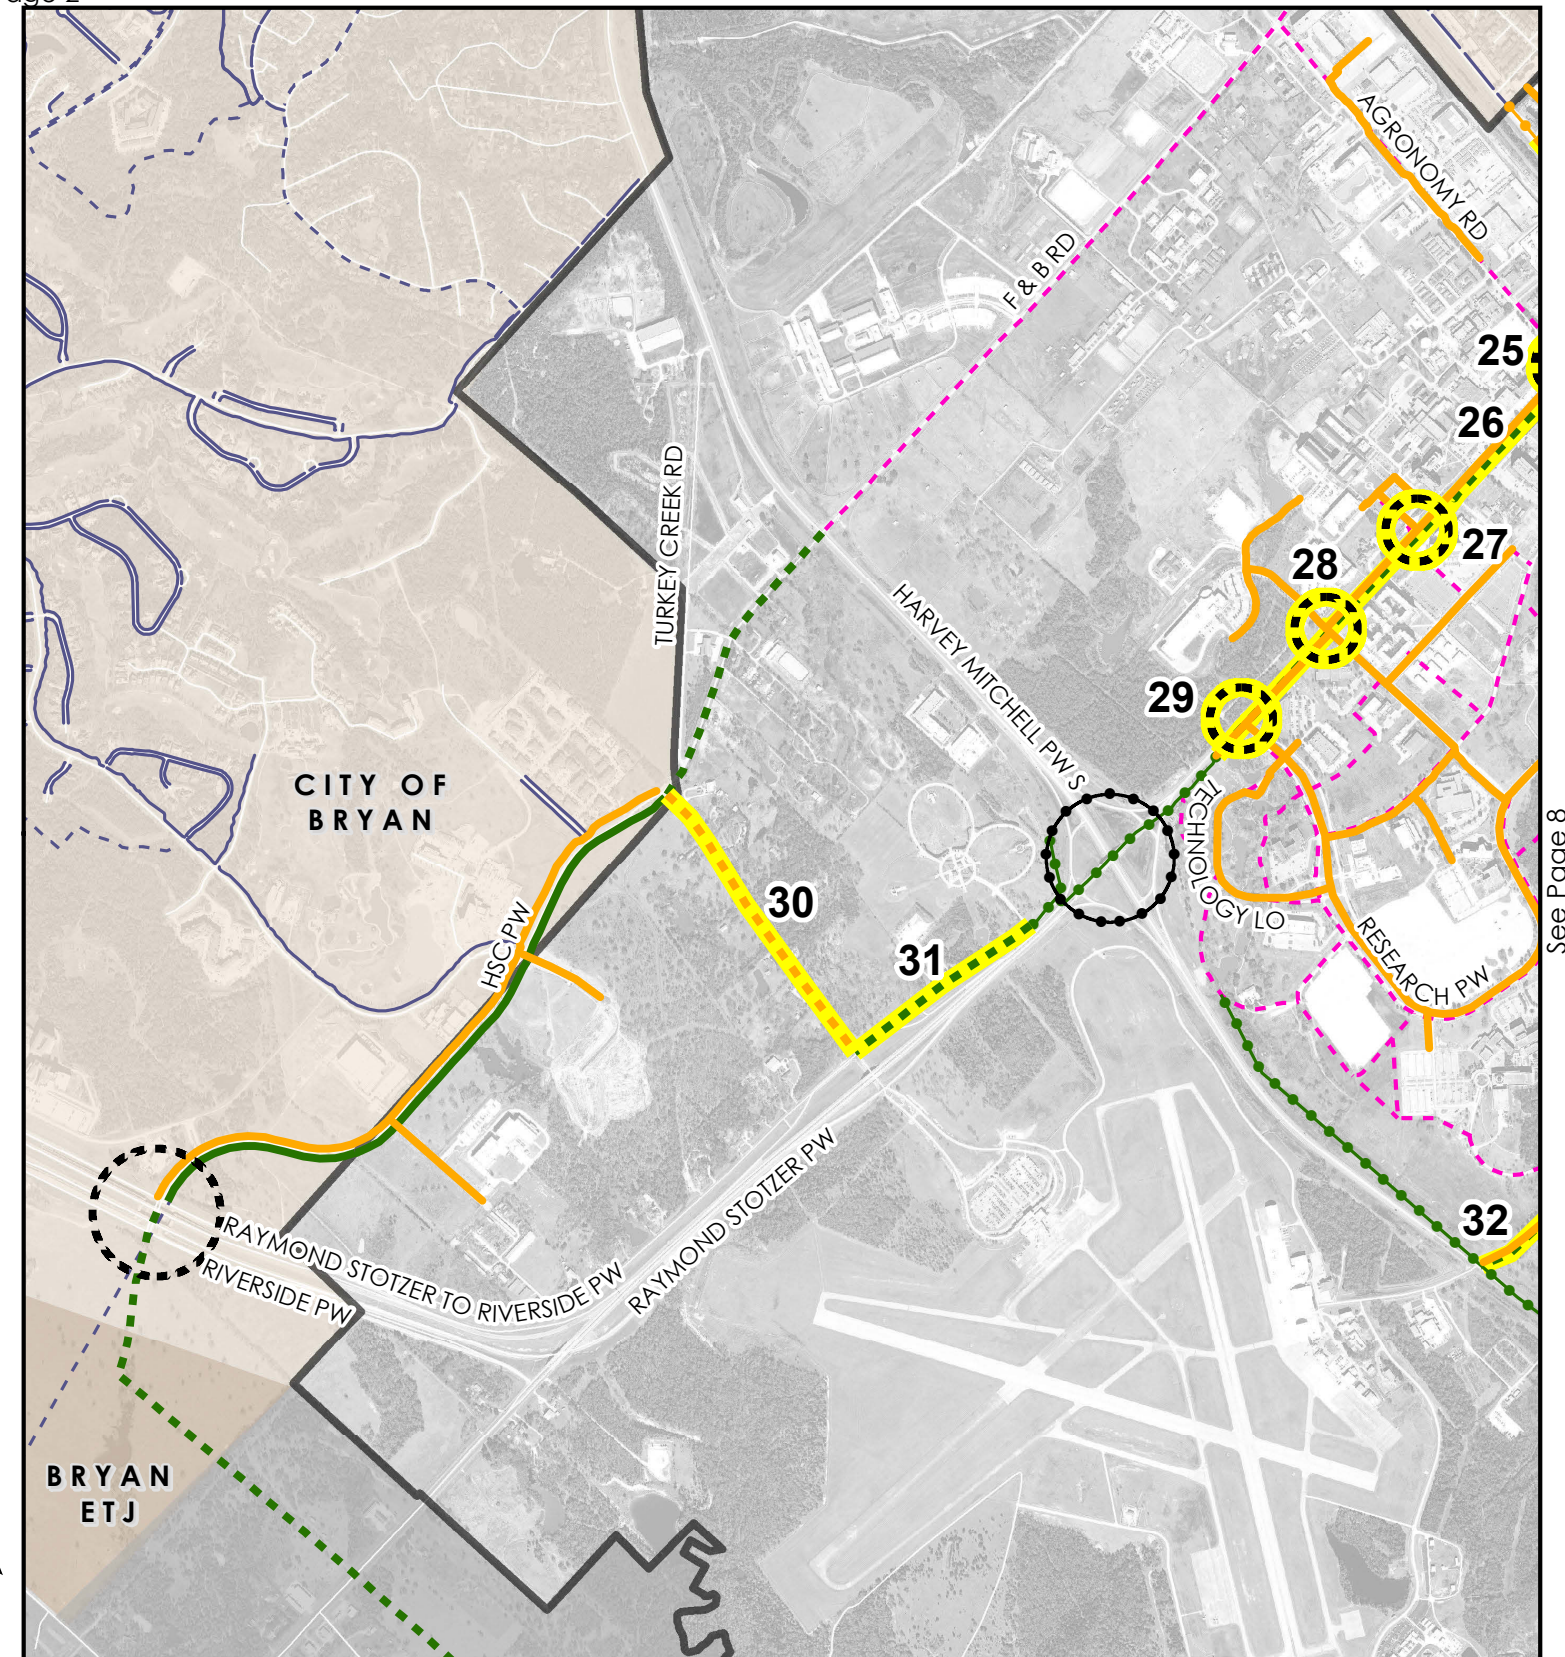 AGRONOMY RD
F & B RD
25
26
TURKEY CREEK RD
27
28
HARVEY MITCHELL PW S
29
CITY OF
BRYAN
TECHNOLOGY LO
See Page 8
30
HSC PW
31
RESEARCH PW
32
RAYMOND STOTZER PW
RAYMOND STOTZER TO RIVERSIDE PW
RIVERSIDE PW
BRYAN
ETJ